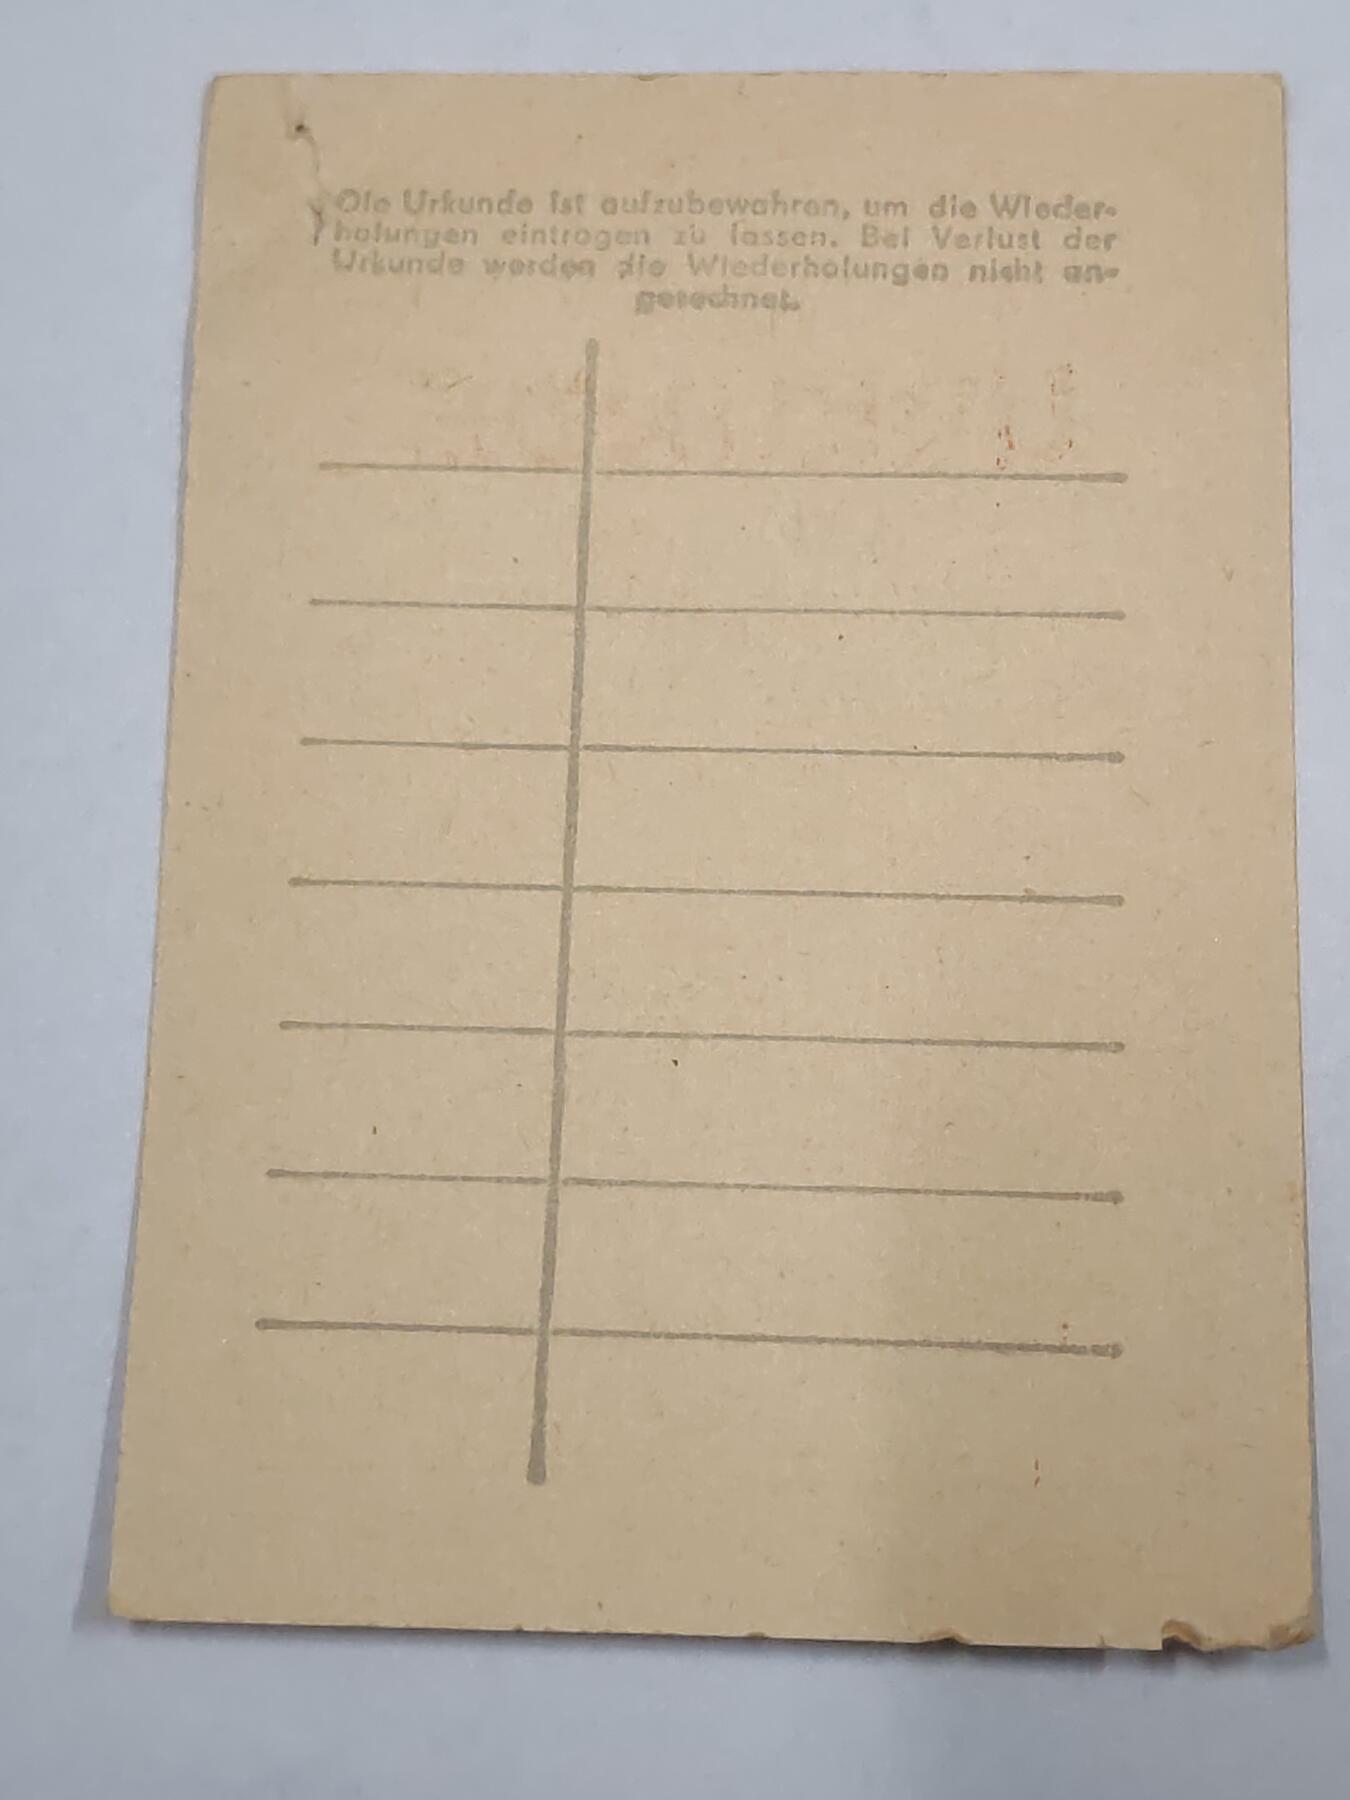 Die Urkunde ist aufzubewahren, um die Wieder-
holungen eintragen zu lassen. Bei Verlust der
Urkunde werden die Wiederholungen nicht an-
gerechnet.